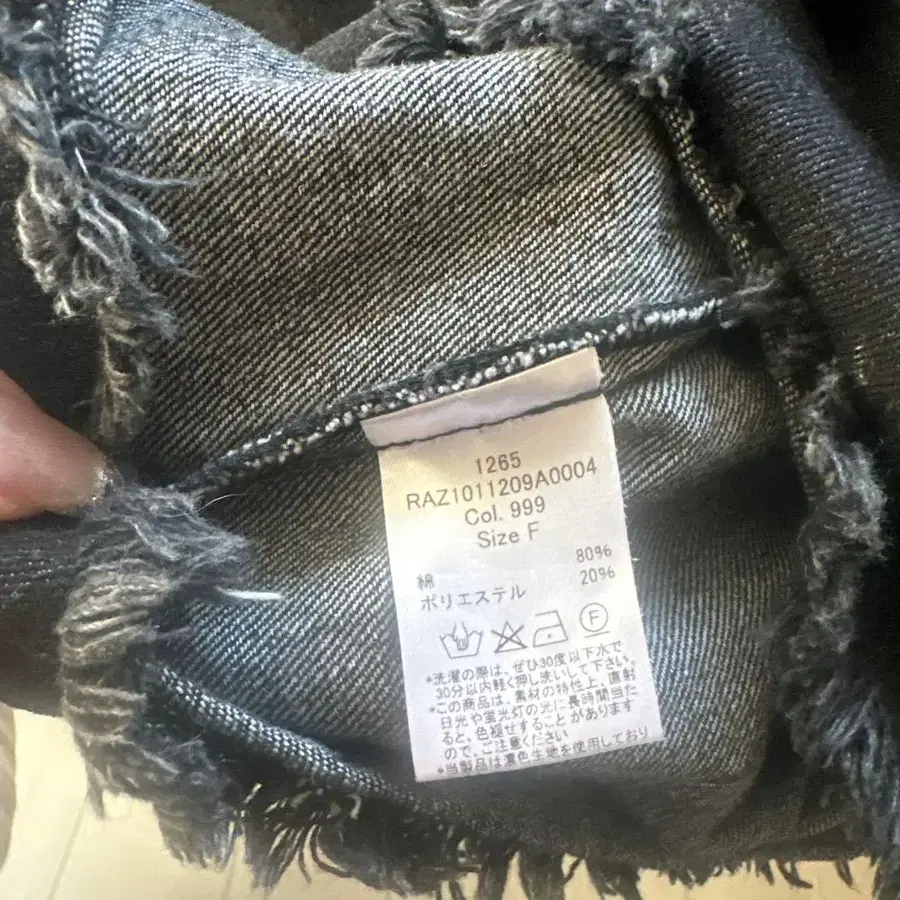 1265
RAZ1011209A0004
Col. 999
Size F
綿 80%
ポリエステル 20%
F
*洗濯の際は、ぜひ30度以下水で
30分以内軽く押し洗いして下さい。
*この商品は、素材の特性上、直射
日光や蛍光灯の光に長時間当た
ると、色褪せすることがあります
ので、ご注意ください
*当製品は濃色生地を使用しており